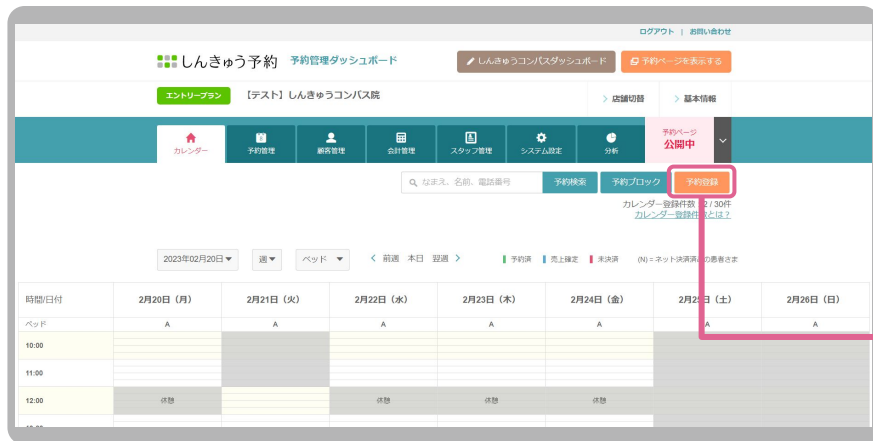 ログアウト | お問い合わせ
しんきゅう予約 予約管理ダッシュボード しんきゅうコンパスダッシュボード 予約ページを表示する
エントリープラン 【テスト】しんきゅうコンパス院 > 店舗切替 > 基本情報
カレンダー 予約管理 顧客管理 会計管理 スタッフ管理 システム設定 分析 予約ページ 公開中
なまえ、名前、電話番号 予約検索 予約ブロック 予約登録
カレンダー登録件数 2 / 30件
カレンダー登録件数とは?
2023年02月20日▼ 週▼ ベッド ▼ < 前週 本日 翌週 > 予約済 売上確定 未決済 (N)=ネット決済済みの患者さま
時間/日付 2月20日(月) 2月21日(火) 2月22日(水) 2月23日(木) 2月24日(金) 2月25日(土) 2月26日(日)
ベッド A A A A A A A
10:00
11:00
12:00 休憩 休憩 休憩 休憩